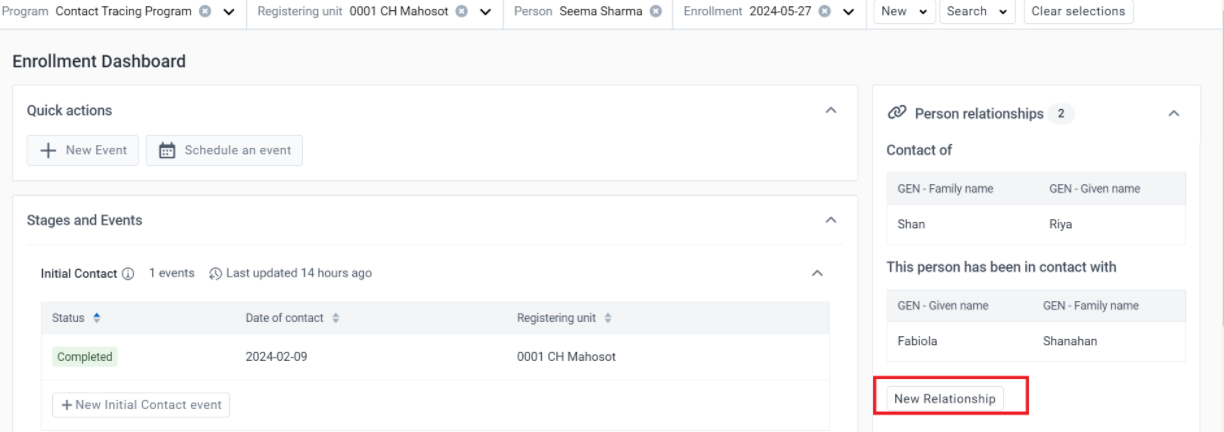 Program Contact Tracing Program Registering unit 0001 CH Mahosot Person Seema Sharma Enrollment 2024-05-27 New Search Clear selections
Enrollment Dashboard
Quick actions
New Event Schedule an event
Stages and Events
Initial Contact 1 events Last updated 14 hours ago
Status Date of contact Registering unit
Completed 2024-02-09 0001 CH Mahosot
New Initial Contact event
Person relationships 2
Contact of
GEN - Family name GEN - Given name
Shan Riya
This person has been in contact with
GEN - Given name GEN - Family name
Fabiola Shanahan
New Relationship